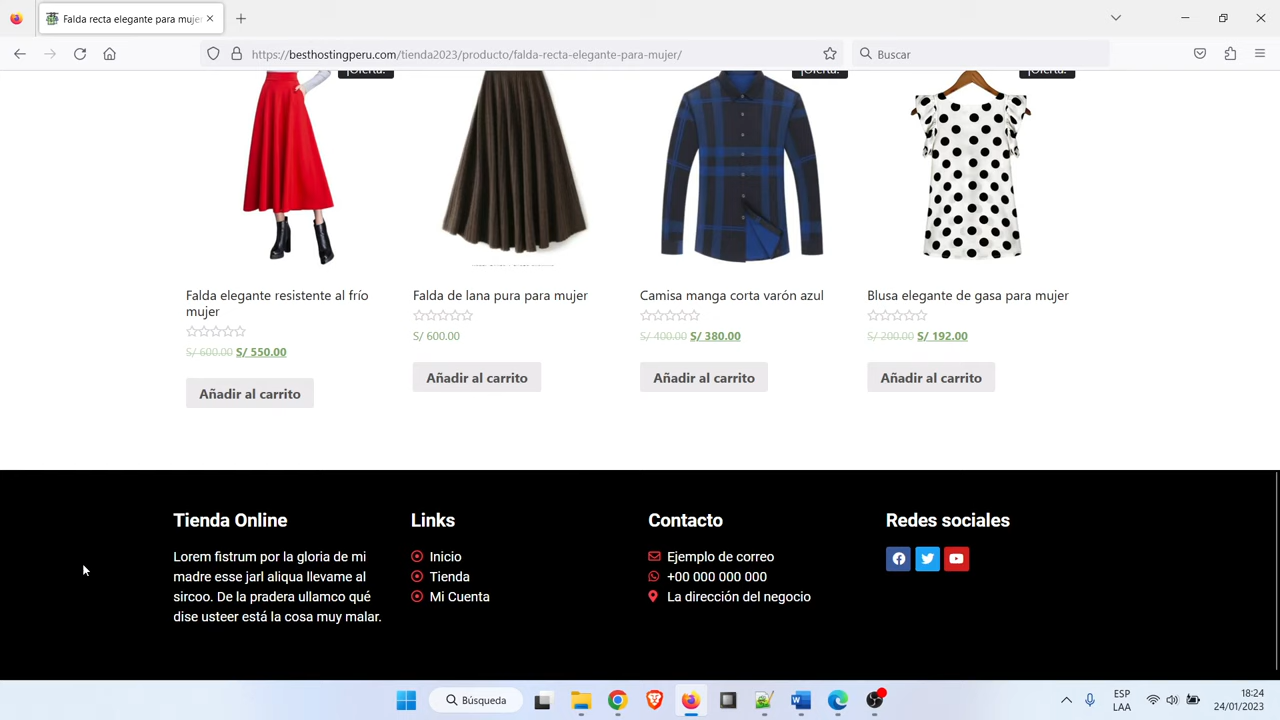 Falda recta elegante para mujer
https://besthostingperu.com/tienda2023/producto/falda-recta-elegante-para-mujer/
Buscar
¡Oferta!
¡Oferta!
¡Oferta!
Falda elegante resistente al frío mujer
S/ 600.00 S/ 550.00
Añadir al carrito
Falda de lana pura para mujer
S/ 600.00
Añadir al carrito
Camisa manga corta varón azul
S/ 400.00 S/ 380.00
Añadir al carrito
Blusa elegante de gasa para mujer
S/ 200.00 S/ 192.00
Añadir al carrito
Tienda Online
Lorem fistrum por la gloria de mi
madre esse jarl aliqua llevame al
sircoo. De la pradera ullamco qué
dise usteer está la cosa muy malar.
Links
Inicio
Tienda
Mi Cuenta
Contacto
Ejemplo de correo
+00 000 000 000
La dirección del negocio
Redes sociales
Búsqueda
ESP
LAA
18:24
24/01/2023